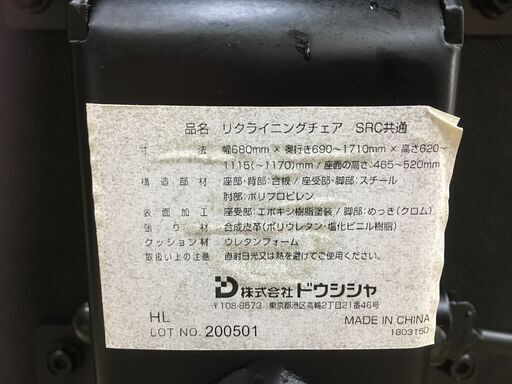 品名 リクライニングチェア SRC共通
寸法 幅680mm × 奥行き690~1710mm × 高さ620~
1115(~1170)mm / 座面の高さ:465~520mm
構造部材 座部・背部:合板 / 座受部・脚部:スチール
肘部:ポリプロピレン
表面加工 座受部:エポキシ樹脂塗装 / 脚部:めっき(クロム)
張り材 合成皮革(ポリウレタン・塩化ビニル樹脂)
クッション材 ウレタンフォーム
取扱い上の注意 直射日光又は熱を避けてご使用ください。
株式会社ドウシシャ
〒108-8573 東京都港区高輪2丁目21番46号
HL MADE IN CHINA
LOT NO. 200501 180315D